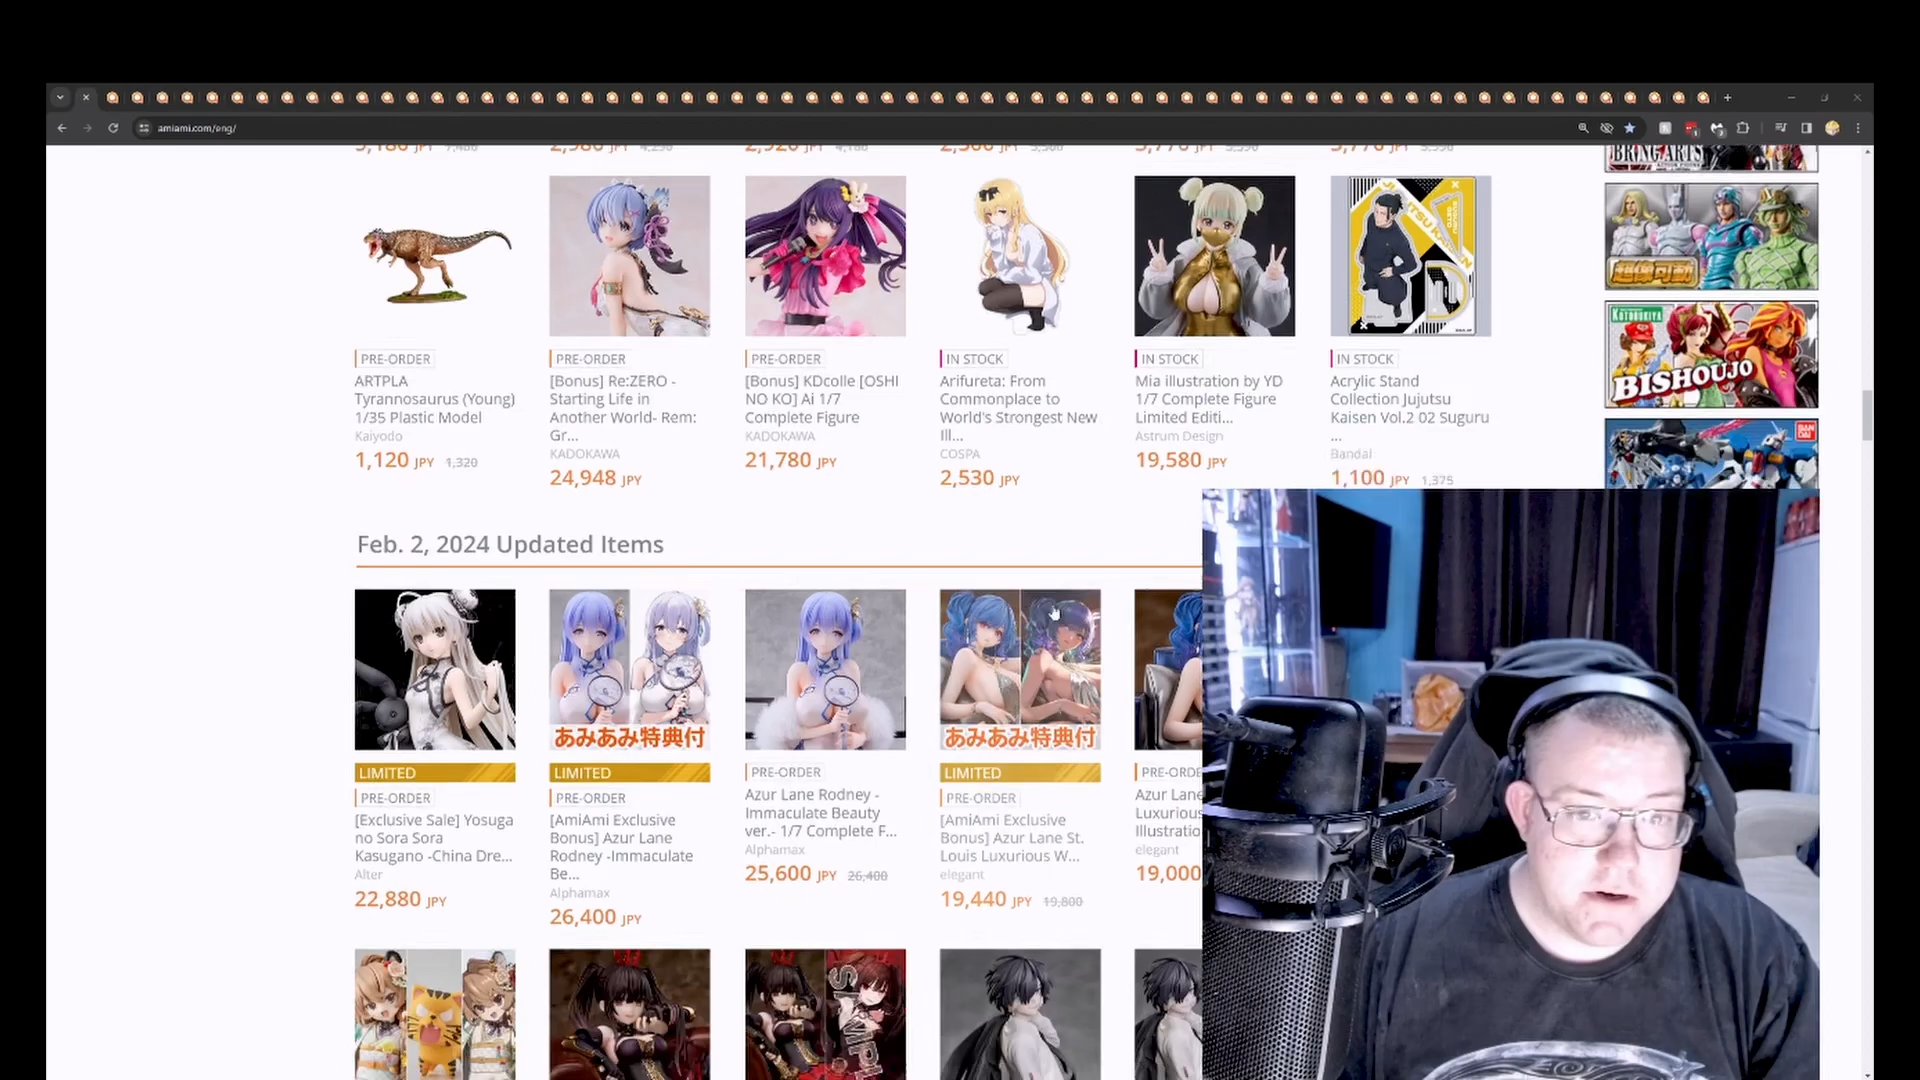 amiami.com/eng/
BRING ARTS
BISHOUJO
KOTOBUKIYA
BANDAI
PRE-ORDER
ARTPLA
Tyrannosaurus (Young)
1/35 Plastic Model
Kaiyodo
1,120 JPY 1,320
PRE-ORDER
[Bonus] Re:ZERO -
Starting Life in
Another World- Rem:
Gr...
KADOKAWA
24,948 JPY
PRE-ORDER
[Bonus] KDcolle [OSHI
NO KO] Ai 1/7
Complete Figure
KADOKAWA
21,780 JPY
IN STOCK
Arifureta: From
Commonplace to
World's Strongest New
Ill...
COSPA
2,530 JPY
IN STOCK
Mia illustration by YD
1/7 Complete Figure
Limited Editi...
Astrum Design
19,580 JPY
IN STOCK
Acrylic Stand
Collection Jujutsu
Kaisen Vol.2 02 Suguru
...
Bandai
1,100 JPY 1,375
Feb. 2, 2024 Updated Items
LIMITED
PRE-ORDER
[Exclusive Sale] Yosuga
no Sora Sora
Kasugano -China Dre...
Alter
22,880 JPY
あみあみ特典付
LIMITED
PRE-ORDER
[AmiAmi Exclusive
Bonus] Azur Lane
Rodney -Immaculate
Be...
Alphamax
26,400 JPY
PRE-ORDER
Azur Lane Rodney -
Immaculate Beauty
ver.- 1/7 Complete F...
Alphamax
25,600 JPY 26,400
あみあみ特典付
LIMITED
PRE-ORDER
[AmiAmi Exclusive
Bonus] Azur Lane St.
Louis Luxurious W...
elegant
19,440 JPY 19,800
PRE-ORDE
Azur Lane
Luxurious
Illustratio
elegant
19,000